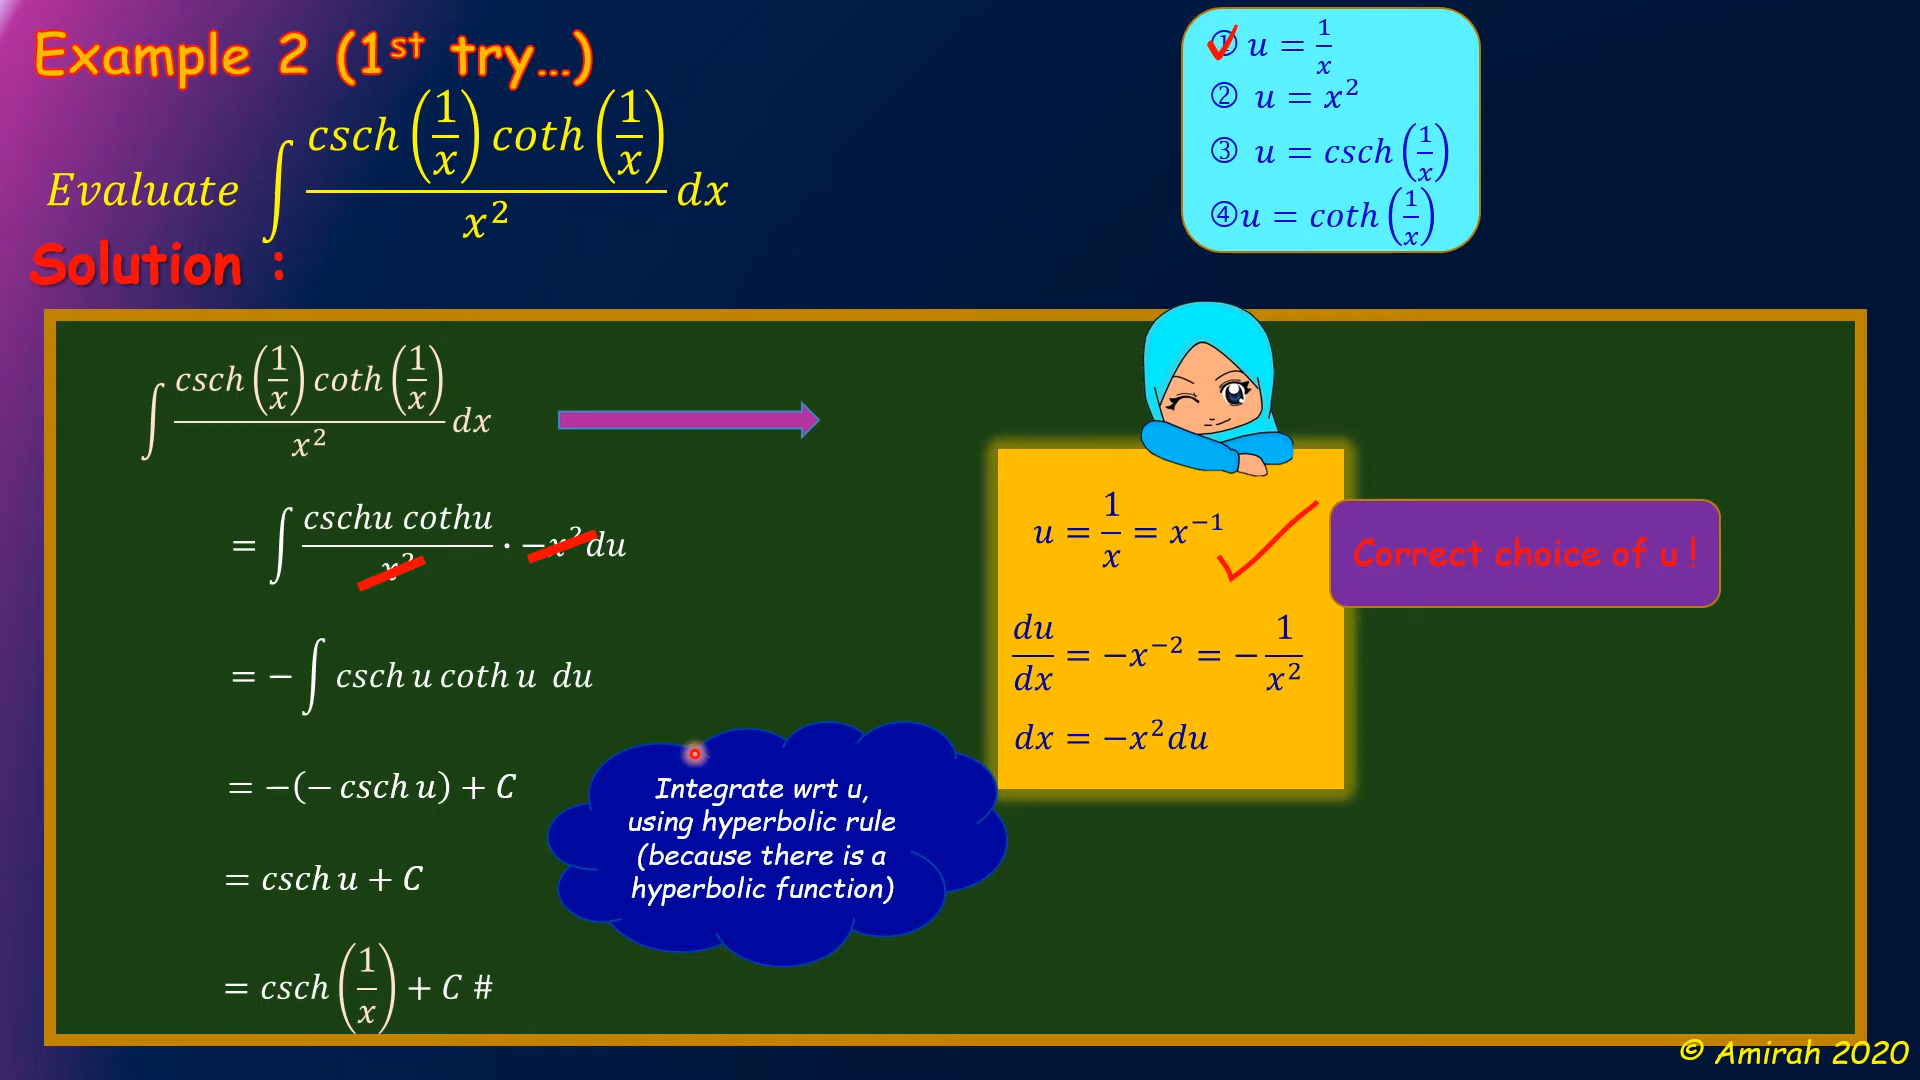 Example 2 (1st try...)
Evaluate ∫ csch(1/x) coth(1/x) / x² dx
Solution :
① u = 1/x
② u = x²
③ u = csch(1/x)
④ u = coth(1/x)
∫ csch(1/x) coth(1/x) / x² dx
= ∫ cschu cothu / x² · −x² du
= − ∫ csch u coth u du
= −(− csch u) + C
= csch u + C
= csch(1/x) + C #
Integrate wrt u,
using hyperbolic rule
(because there is a
hyperbolic function)
u = 1/x = x⁻¹
du/dx = −x⁻² = − 1/x²
dx = −x² du
Correct choice of u !
© Amirah 2020